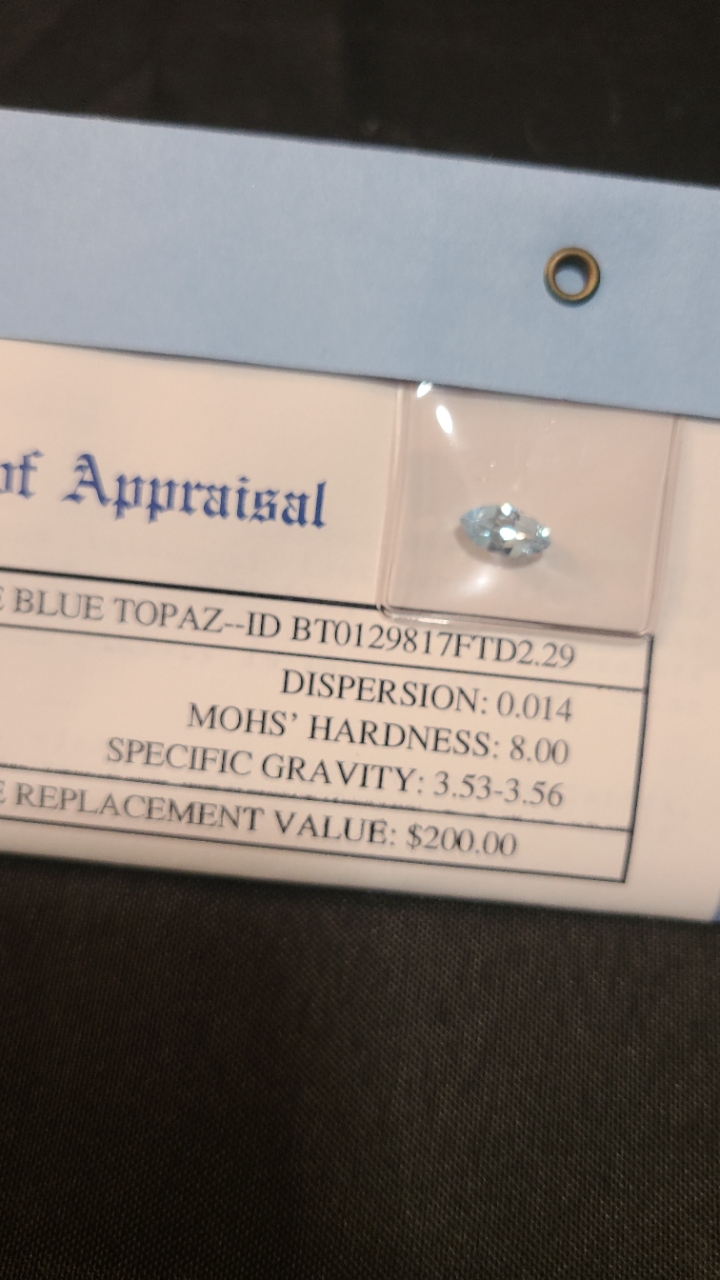 of Appraisal
E BLUE TOPAZ--ID BT0129817FTD2.29
DISPERSION: 0.014
MOHS’ HARDNESS: 8.00
SPECIFIC GRAVITY: 3.53-3.56
E REPLACEMENT VALUE: $200.00